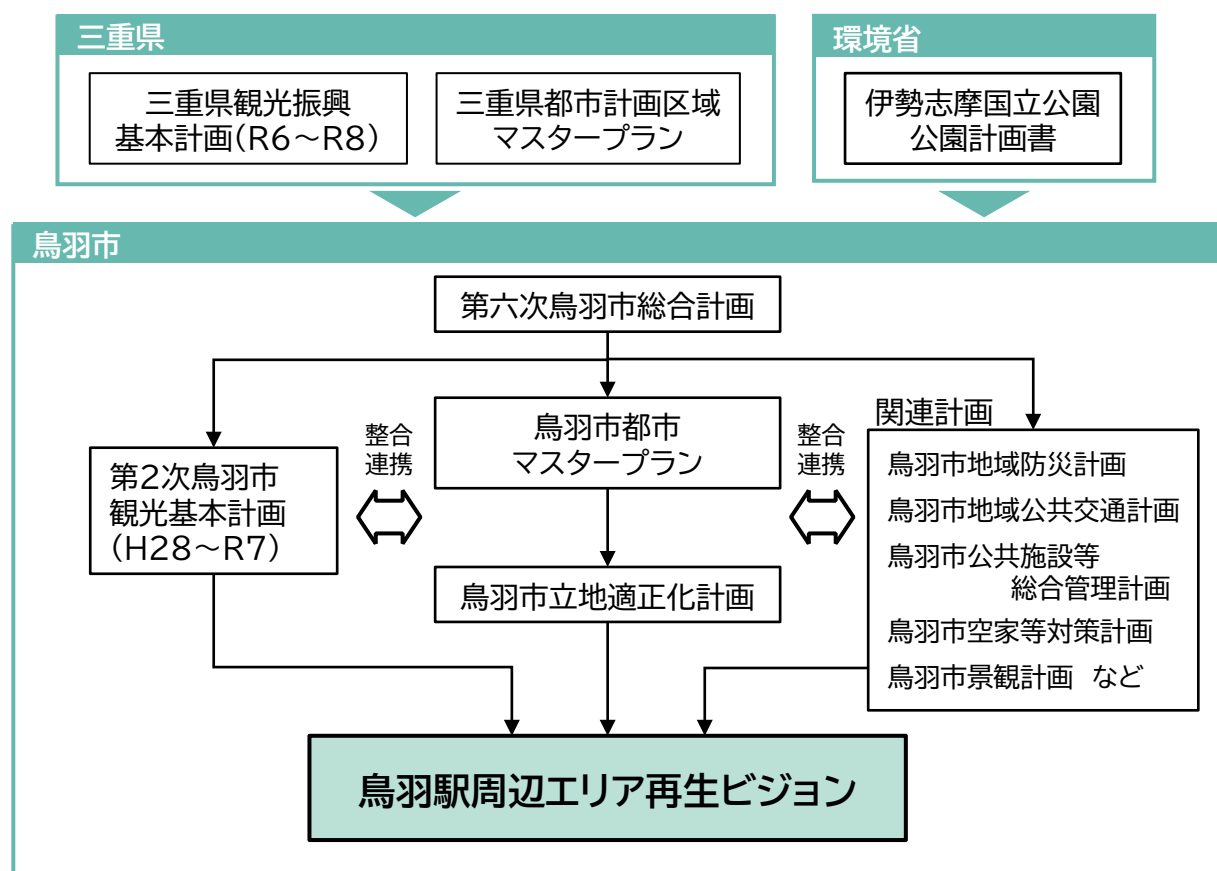 三重県
三重県観光振興
基本計画(R6～R8)
三重県都市計画区域
マスタープラン
環境省
伊勢志摩国立公園
公園計画書
鳥羽市
第六次鳥羽市総合計画
第2次鳥羽市
観光基本計画
(H28～R7)
整合
連携
鳥羽市都市
マスタープラン
鳥羽市立地適正化計画
整合
連携
関連計画
鳥羽市地域防災計画
鳥羽市地域公共交通計画
鳥羽市公共施設等
総合管理計画
鳥羽市空家等対策計画
鳥羽市景観計画　など
鳥羽駅周辺エリア再生ビジョン